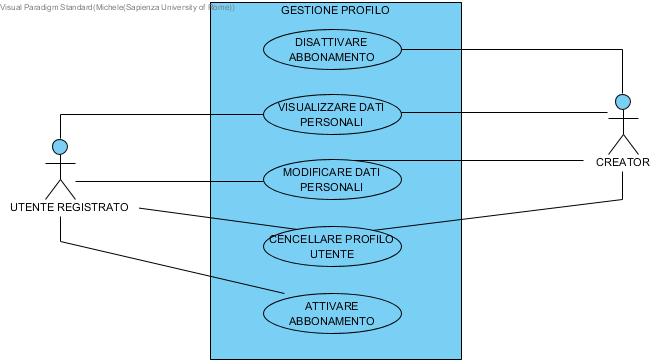 Visual Paradigm Standard(Michele(Sapienza University of Rome))
GESTIONE PROFILO
DISATTIVARE
ABBONAMENTO
VISUALIZZARE DATI
PERSONALI
CREATOR
MODIFICARE DATI
PERSONALI
UTENTE REGISTRATO
CENCELLARE PROFILO
UTENTE
ATTIVARE
ABBONAMENTO